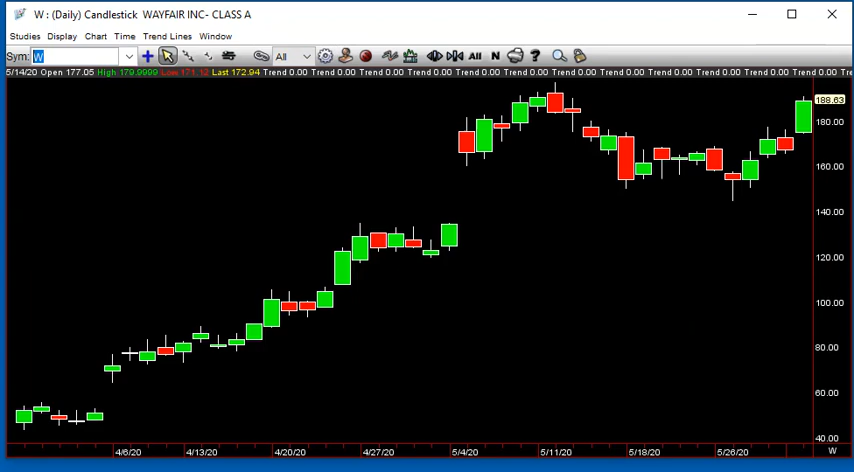 W : (Daily) Candlestick WAYFAIR INC- CLASS A
Studies Display Chart Time Trend Lines Window
Sym: W All All N ?
5/14/20 Open 177.05 High 179.9999 Low 171.12 Last 172.94 Trend 0.00 Trend 0.00 Trend 0.00 Trend 0.00 Trend 0.00 Trend 0.00 Trend 0.00 Trend 0.00 Trend 0.00 Trend 0.00 Tren
188.63
180.00
160.00
140.00
120.00
100.00
80.00
60.00
40.00
4/6/20 4/13/20 4/20/20 4/27/20 5/4/20 5/11/20 5/18/20 5/26/20 W